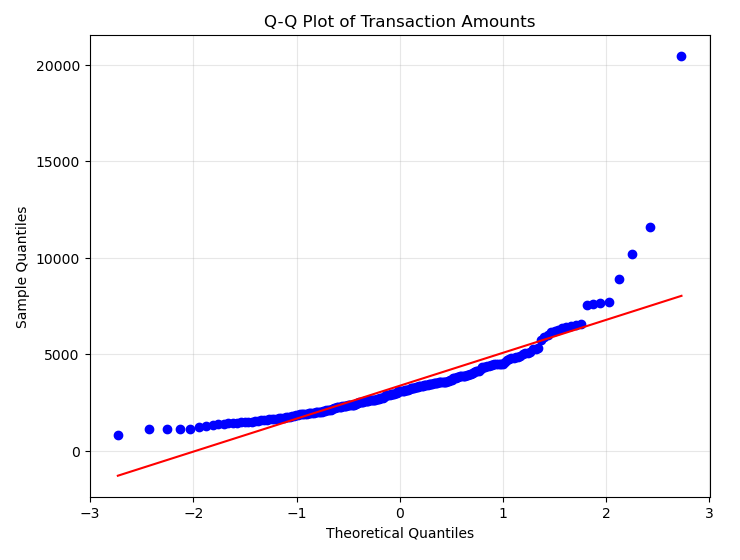 Q-Q Plot of Transaction Amounts
20000
15000
10000
5000
0
Sample Quantiles
−3 −2 −1 0 1 2 3
Theoretical Quantiles